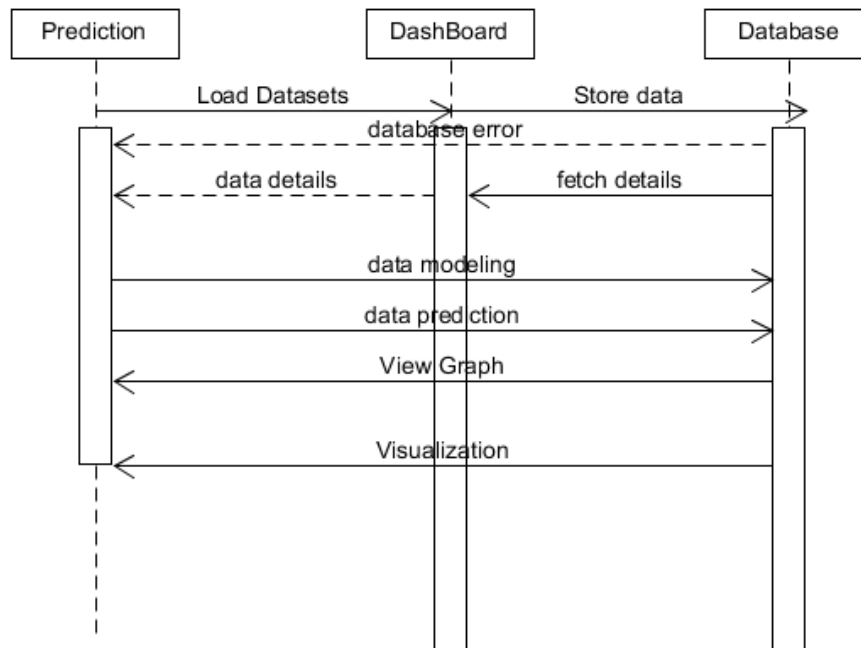 Prediction
DashBoard
Database
Load Datasets
Store data
database error
data details
fetch details
data modeling
data prediction
View Graph
Visualization